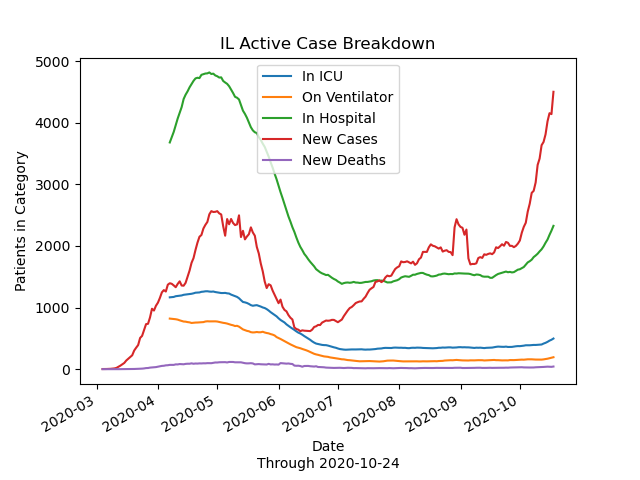 IL Active Case Breakdown
5000
4000
3000
2000
1000
0
Patients in Category
In ICU
On Ventilator
In Hospital
New Cases
New Deaths
2020-03
2020-04
2020-05
2020-06
2020-07
2020-08
2020-09
2020-10
Date
Through 2020-10-24